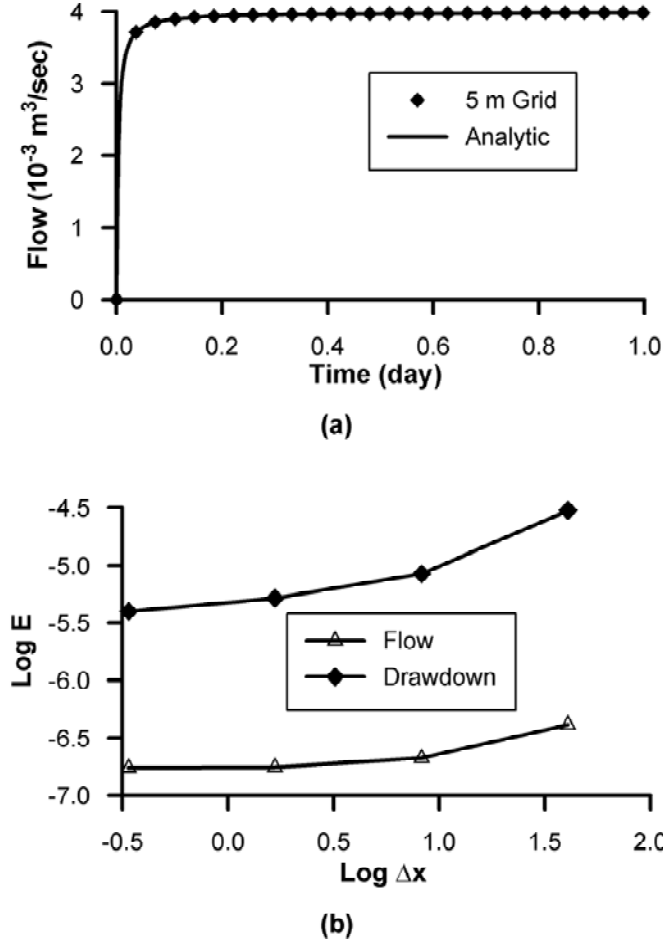 4
3
2
1
0
Flow (10⁻³ m³/sec)
5 m Grid
Analytic
0.0 0.2 0.4 0.6 0.8 1.0
Time (day)
(a)
-4.5
-5.0
-5.5
-6.0
-6.5
-7.0
Log E
Flow
Drawdown
-0.5 0.0 0.5 1.0 1.5 2.0
Log Δx
(b)